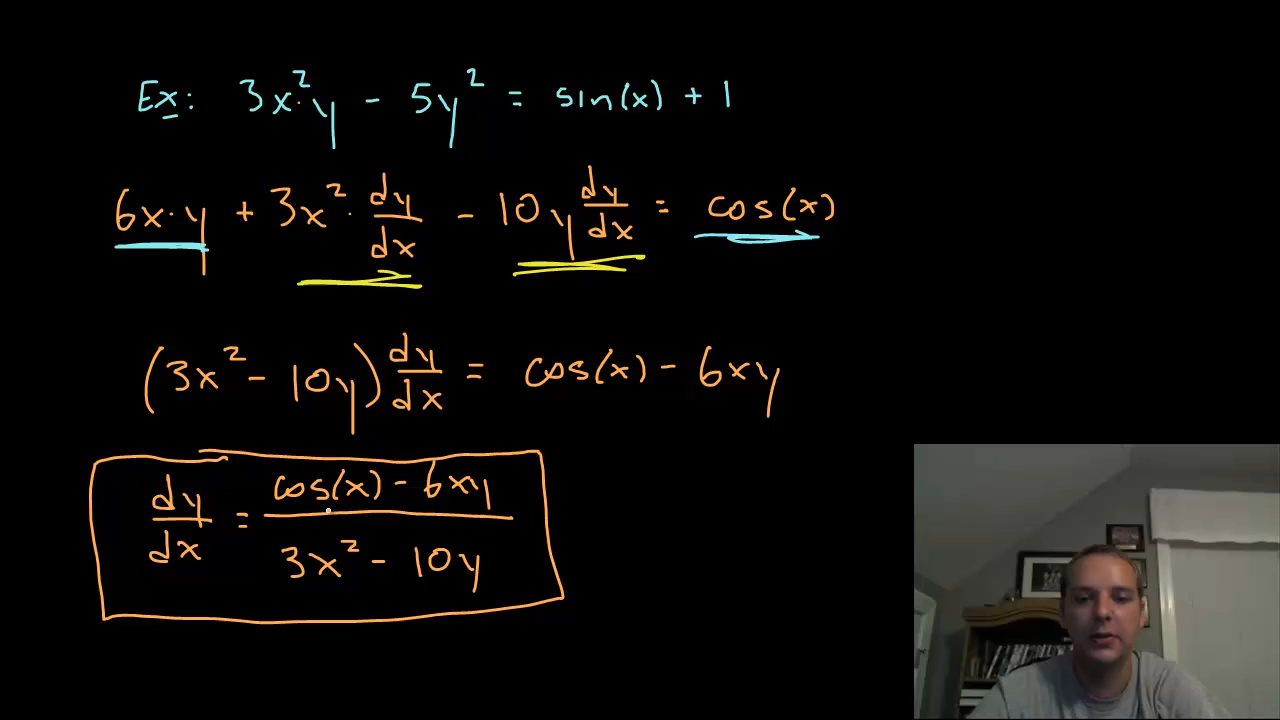 Ex: 3x²·y - 5y² = sin(x) + 1
6x·y + 3x²·dy/dx - 10y dy/dx = cos(x)
(3x² - 10y) dy/dx = cos(x) - 6xy
dy/dx = (cos(x) - 6xy)/(3x² - 10y)